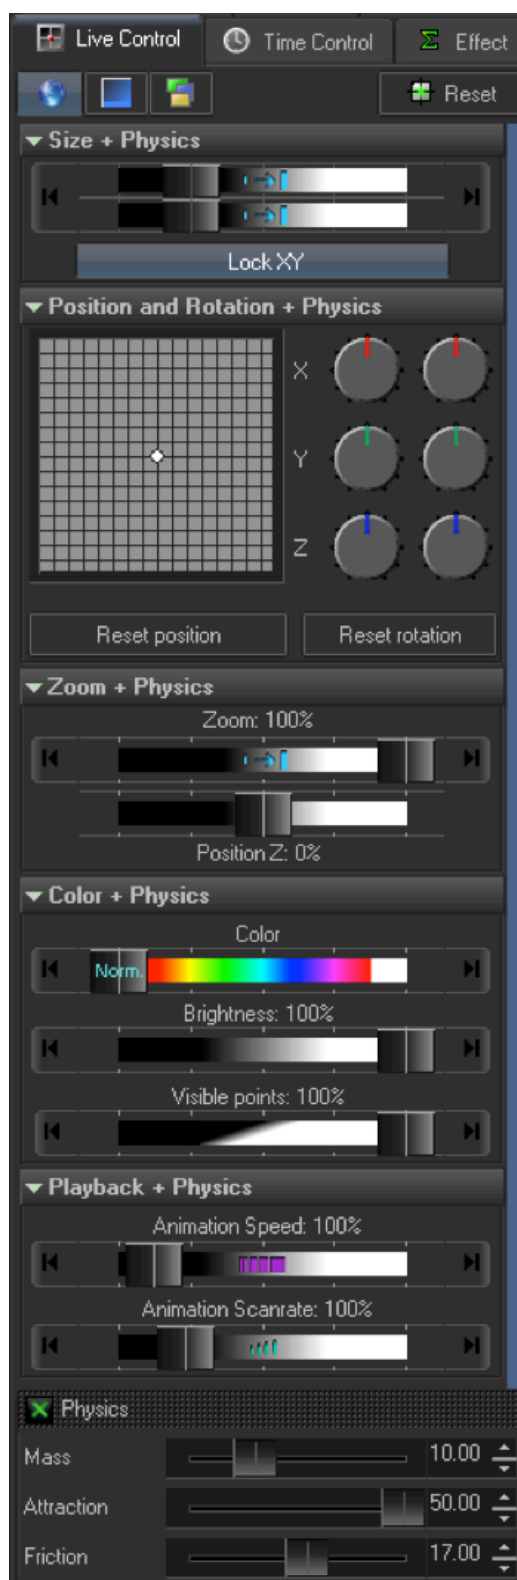 Live Control Time Control Effect
Reset
Size + Physics
Lock XY
Position and Rotation + Physics
X
Y
Z
Reset position Reset rotation
Zoom + Physics
Zoom: 100%
Position Z: 0%
Color + Physics
Color
Norm.
Brightness: 100%
Visible points: 100%
Playback + Physics
Animation Speed: 100%
Animation Scanrate: 100%
Physics
Mass 10.00
Attraction 50.00
Friction 17.00